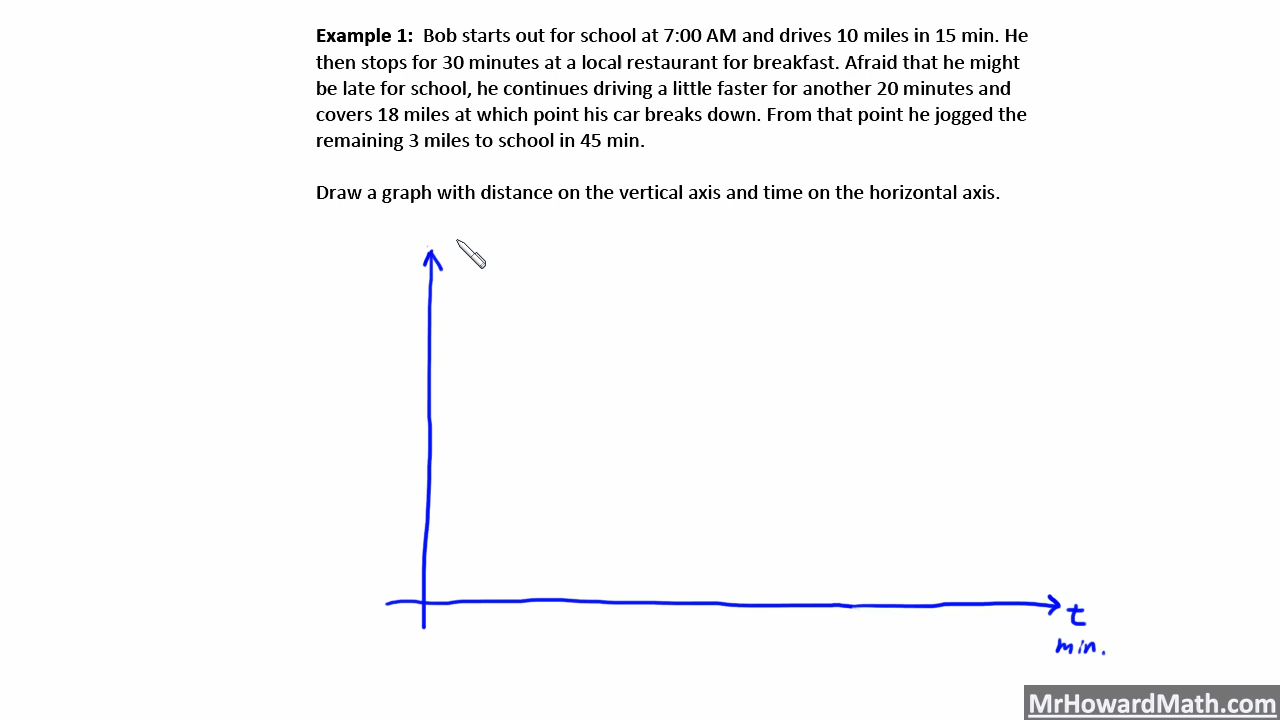 Example 1:  Bob starts out for school at 7:00 AM and drives 10 miles in 15 min. He
then stops for 30 minutes at a local restaurant for breakfast. Afraid that he might
be late for school, he continues driving a little faster for another 20 minutes and
covers 18 miles at which point his car breaks down. From that point he jogged the
remaining 3 miles to school in 45 min.
Draw a graph with distance on the vertical axis and time on the horizontal axis.
t
min.
MrHowardMath.com